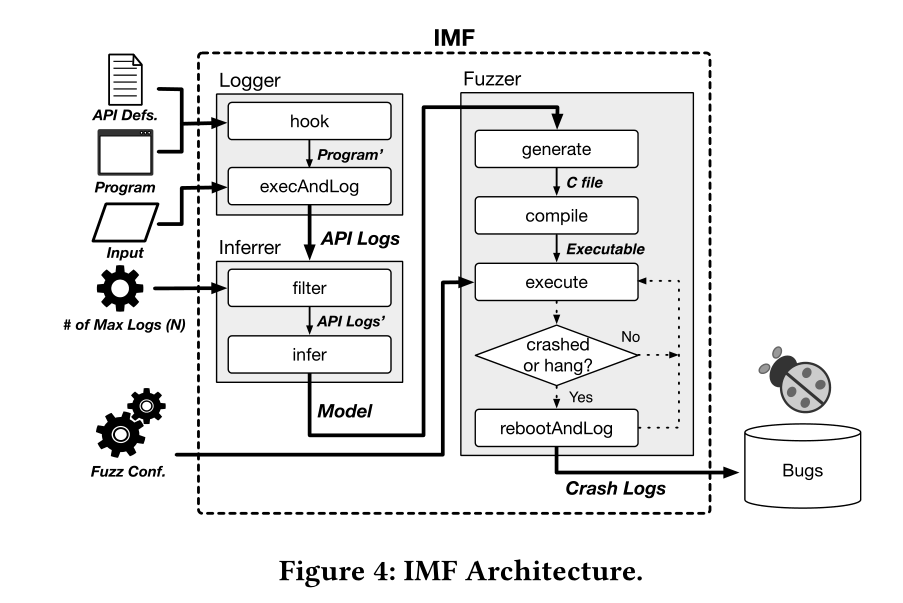 IMF
Logger
Fuzzer
API Defs.
Program
Input
# of Max Logs (N)
Fuzz Conf.
hook
Program’
execAndLog
API Logs
Inferrer
filter
API Logs’
infer
Model
generate
C file
compile
Executable
execute
crashed
or hang?
No
Yes
rebootAndLog
Crash Logs
Bugs
Figure 4: IMF Architecture.